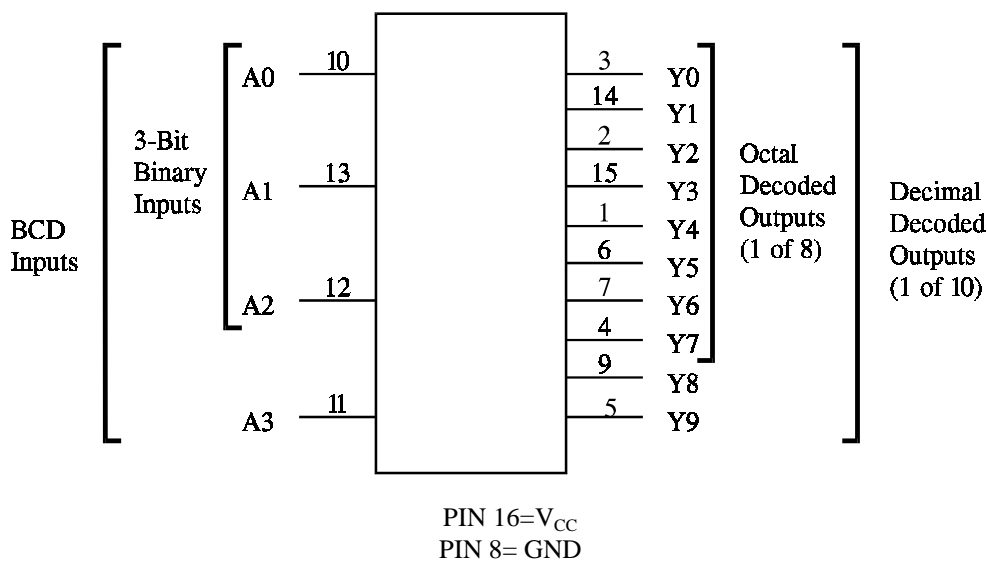 BCD
Inputs
3-Bit
Binary
Inputs
A0
10
A1
13
A2
12
A3
11
3
Y0
14
Y1
2
Y2
15
Y3
1
Y4
6
Y5
7
Y6
4
Y7
9
Y8
5
Y9
Octal
Decoded
Outputs
(1 of 8)
Decimal
Decoded
Outputs
(1 of 10)
PIN 16=VCC
PIN 8= GND